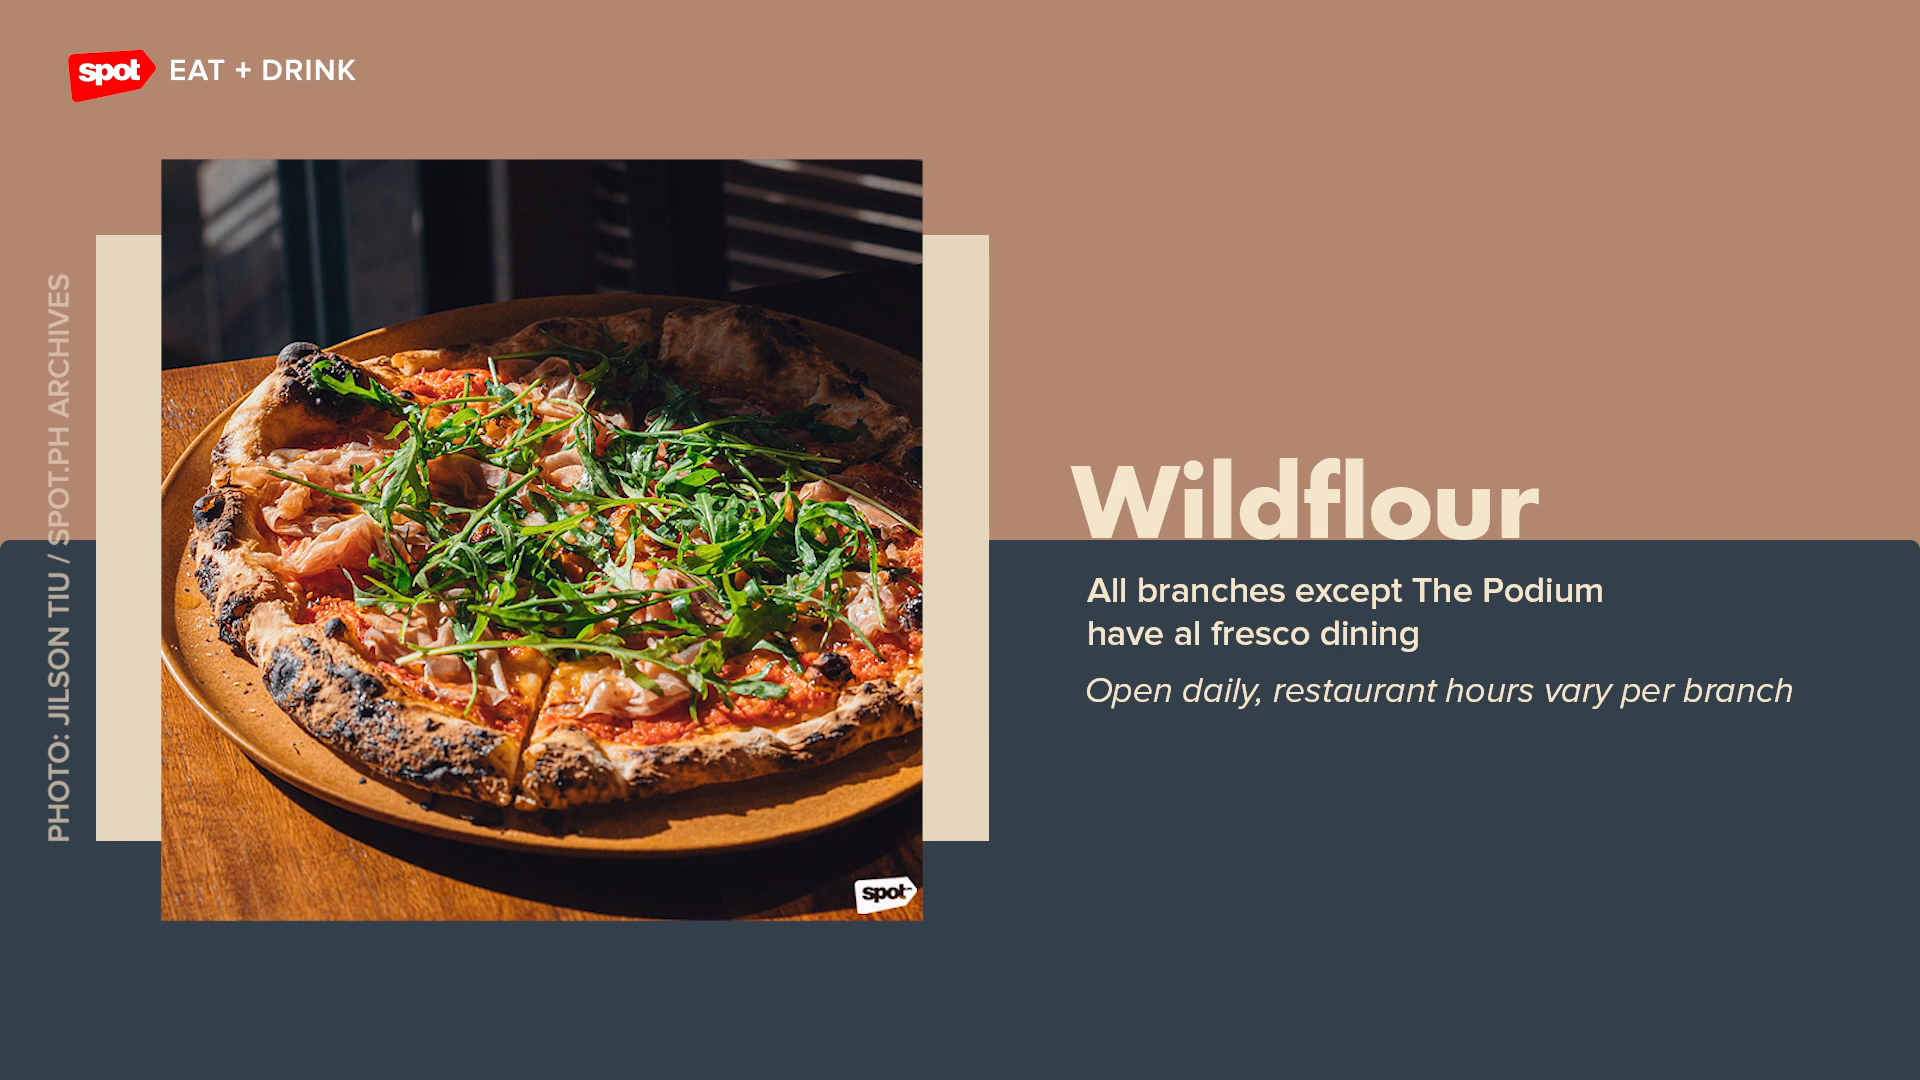 spot EAT + DRINK
PHOTO: JILSON TIU / SPOT.PH ARCHIVES
Wildflour
All branches except The Podium
have al fresco dining
Open daily, restaurant hours vary per branch
spot